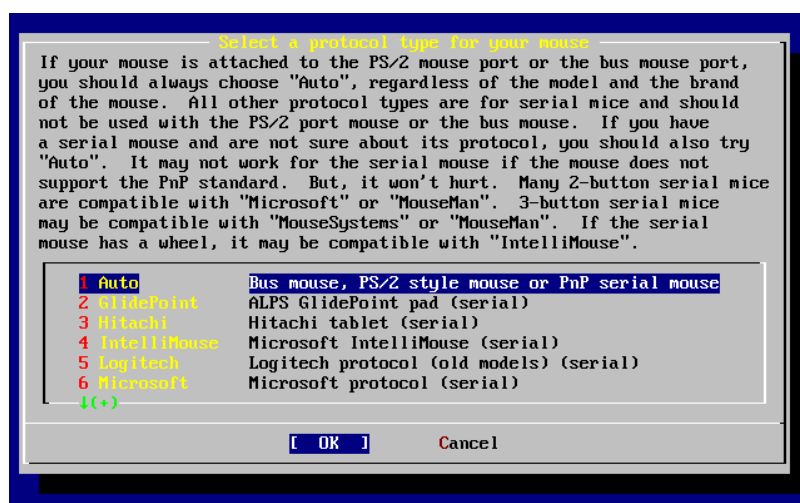 Select a protocol type for your mouse
If your mouse is attached to the PS/2 mouse port or the bus mouse port,
you should always choose "Auto", regardless of the model and the brand
of the mouse.  All other protocol types are for serial mice and should
not be used with the PS/2 port mouse or the bus mouse.  If you have
a serial mouse and are not sure about its protocol, you should also try
"Auto".  It may not work for the serial mouse if the mouse does not
support the PnP standard.  But, it won't hurt.  Many 2-button serial mice
are compatible with "Microsoft" or "MouseMan".  3-button serial mice
may be compatible with "MouseSystems" or "MouseMan".  If the serial
mouse has a wheel, it may be compatible with "IntelliMouse".
1 Auto Bus mouse, PS/2 style mouse or PnP serial mouse
2 GlidePoint ALPS GlidePoint pad (serial)
3 Hitachi Hitachi tablet (serial)
4 IntelliMouse Microsoft IntelliMouse (serial)
5 Logitech Logitech protocol (old models) (serial)
6 Microsoft Microsoft protocol (serial)
↓(+)
[ OK ] Cancel